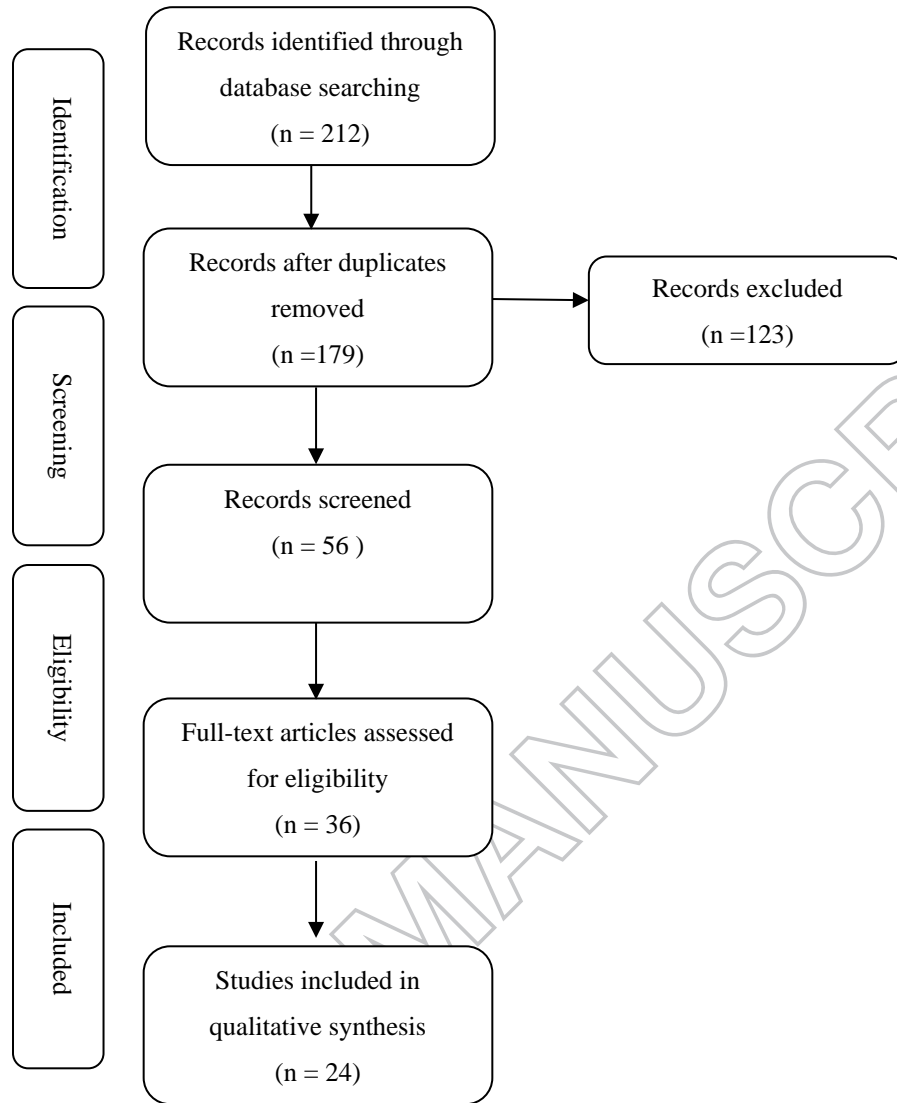 Identification
Records identified through
database searching
(n = 212)
Records after duplicates
removed
(n =179)
Records excluded
(n =123)
Screening
Records screened
(n = 56 )
Eligibility
Full-text articles assessed
for eligibility
(n = 36)
Included
Studies included in
qualitative synthesis
(n = 24)